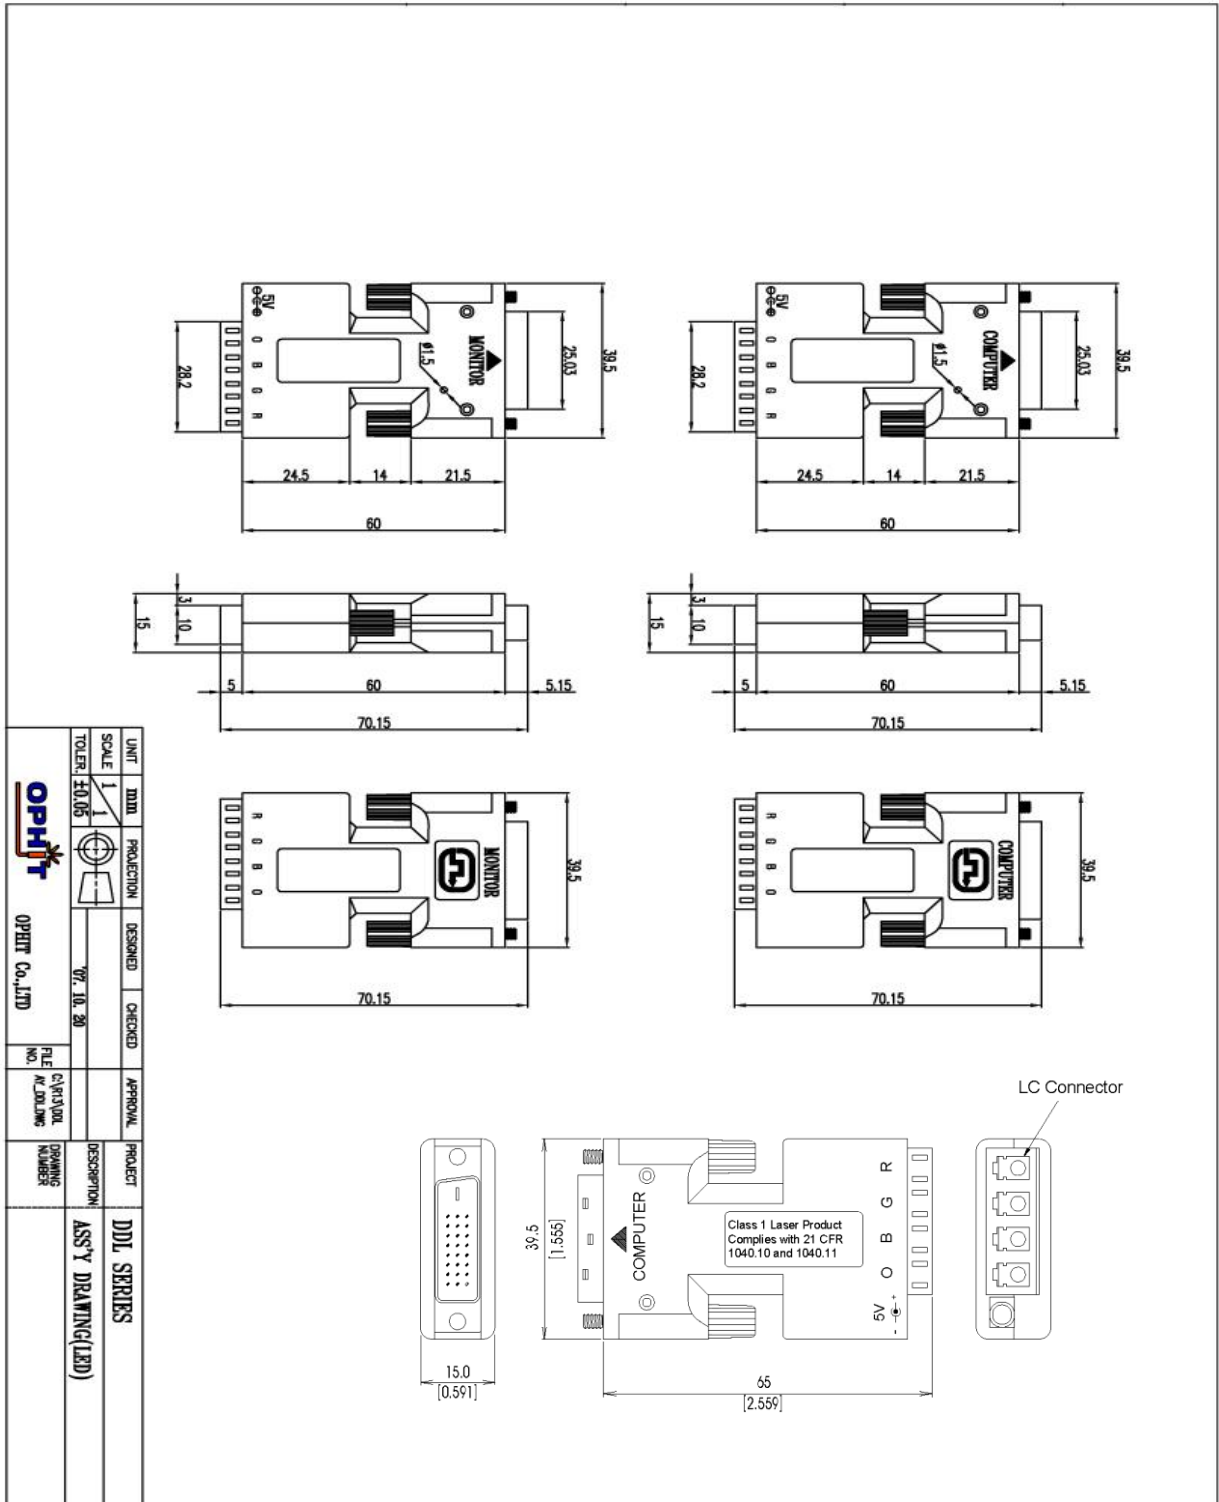 5V
O B G R
MONITOR
ø1.5
25.03
39.5
28.2
24.5
14
21.5
60
5V
O B G R
COMPUTER
ø1.5
25.03
39.5
28.2
24.5
14
21.5
60
3
10
15
5
60
5.15
70.15
3
10
15
5
60
5.15
70.15
R G B O
MONITOR
39.5
70.15
R G B O
COMPUTER
39.5
70.15
UNIT mm PROJECTION DESIGNED CHECKED APPROVAL PROJECT DDL SERIES
SCALE 1/1
TOLER. ±0.05 '07. 10. 20 DESCRIPTION ASS'Y DRAWING(LED)
OPHIT
OPHIT Co.,LTD
FILE NO.
C:\R13\DDL
AY_DDL.DWG
DRAWING NUMBER
LC Connector
39.5
[1.555]
COMPUTER
Class 1 Laser Product
Complies with 21 CFR
1040.10 and 1040.11
O B G R
5V
- +
15.0
[0.591]
65
[2.559]